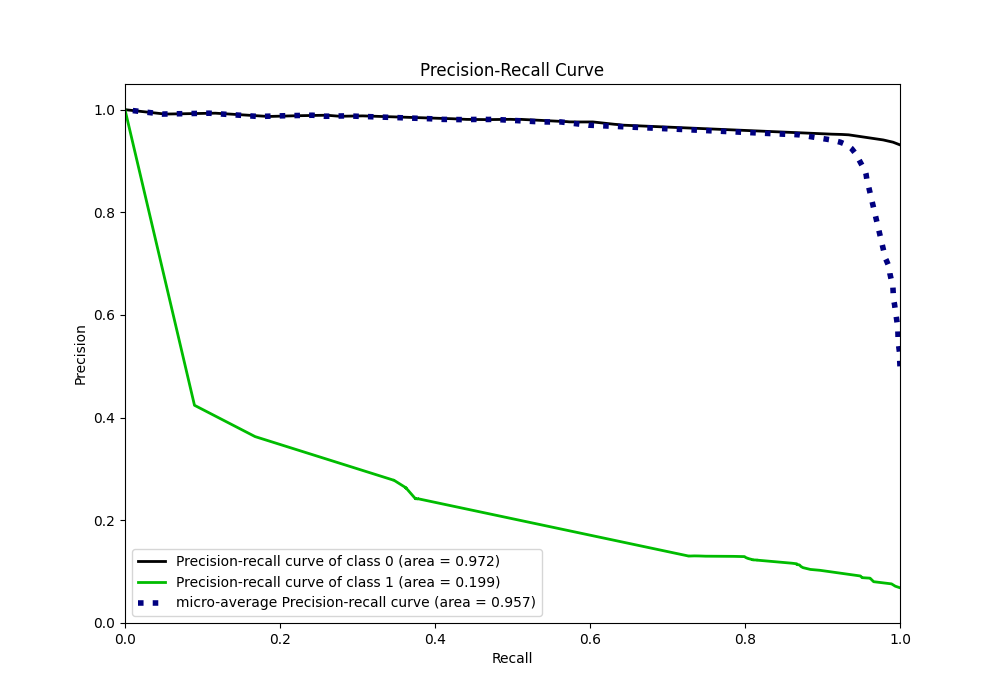 Precision-Recall Curve
1.0
0.8
0.6
0.4
0.2
0.0
Precision
Precision-recall curve of class 0 (area = 0.972)
Precision-recall curve of class 1 (area = 0.199)
micro-average Precision-recall curve (area = 0.957)
0.0 0.2 0.4 0.6 0.8 1.0
Recall